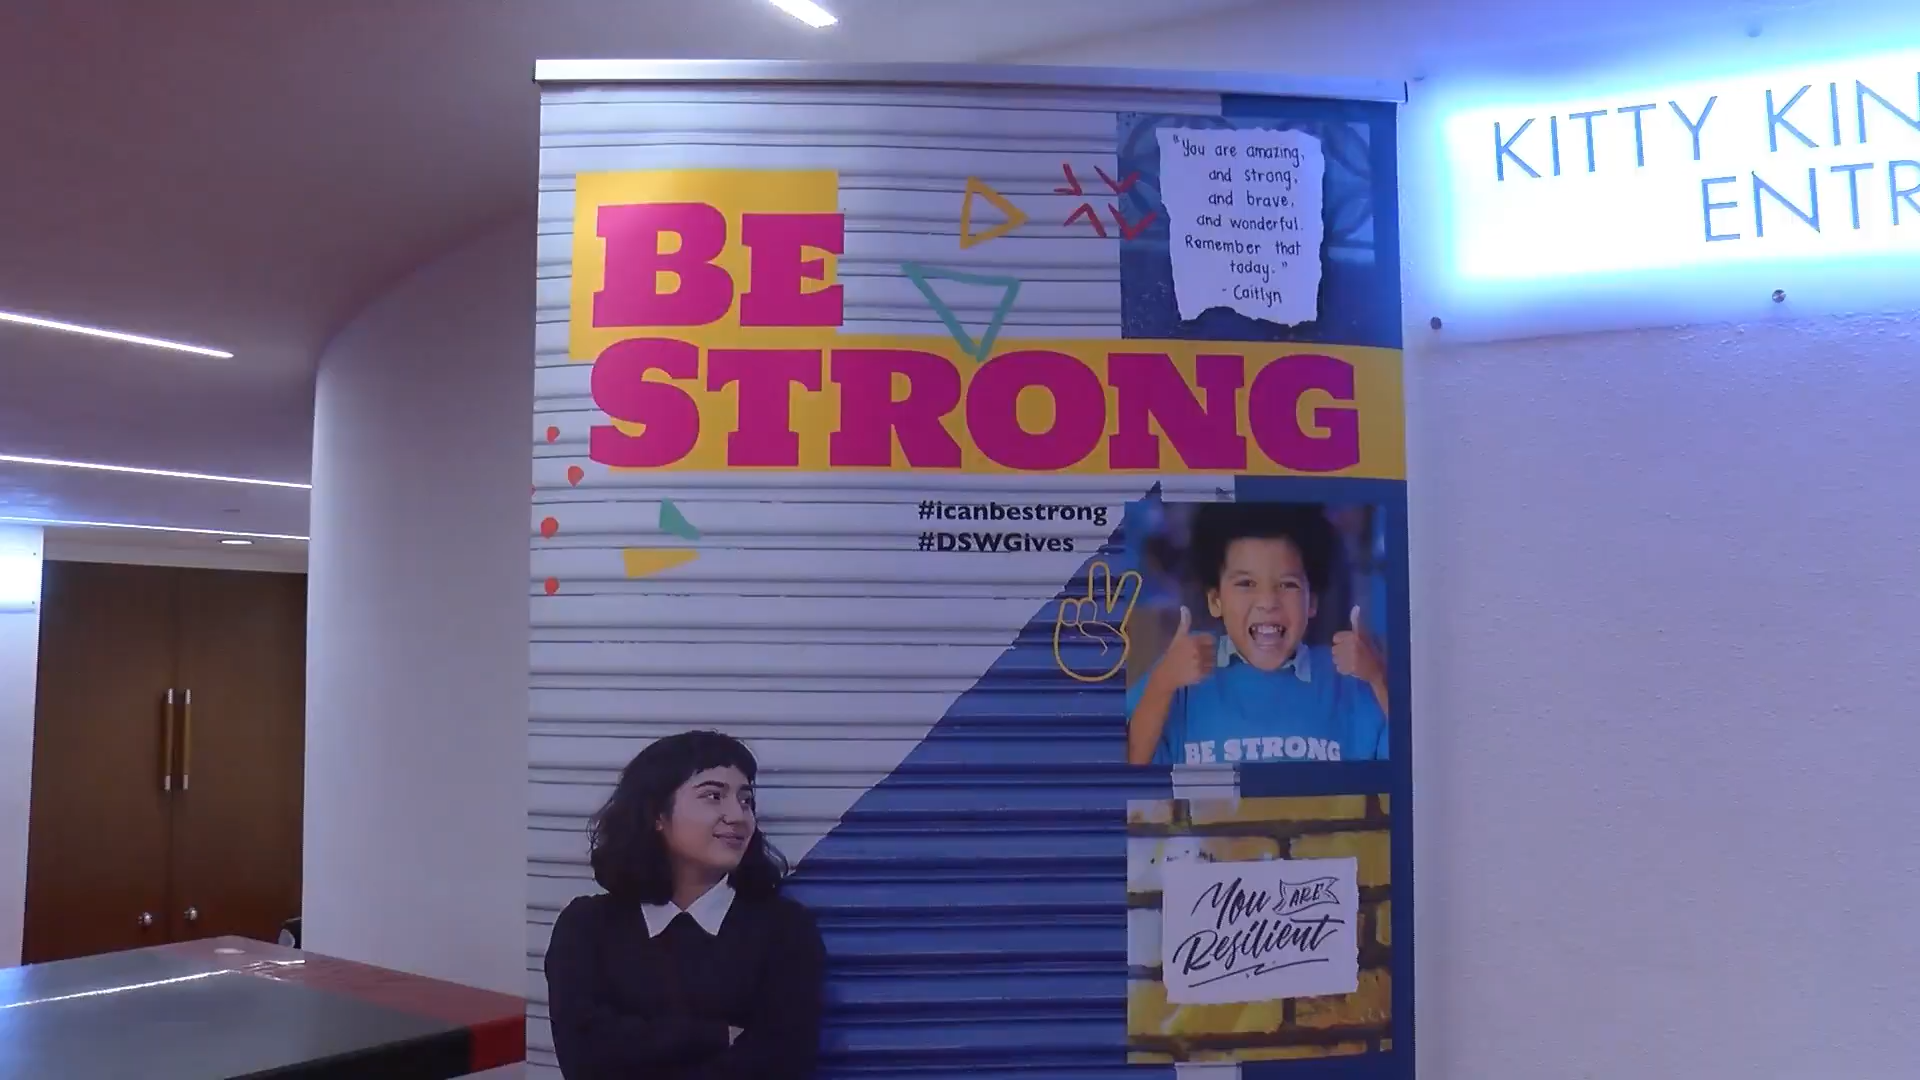 BE
STRONG
"You are amazing,
and strong,
and brave,
and wonderful.
Remember that
today."
- Caitlyn
KITTY KIN
ENTR
#icanbestrong
#DSWGives
BE STRONG
You ARE
Resilient